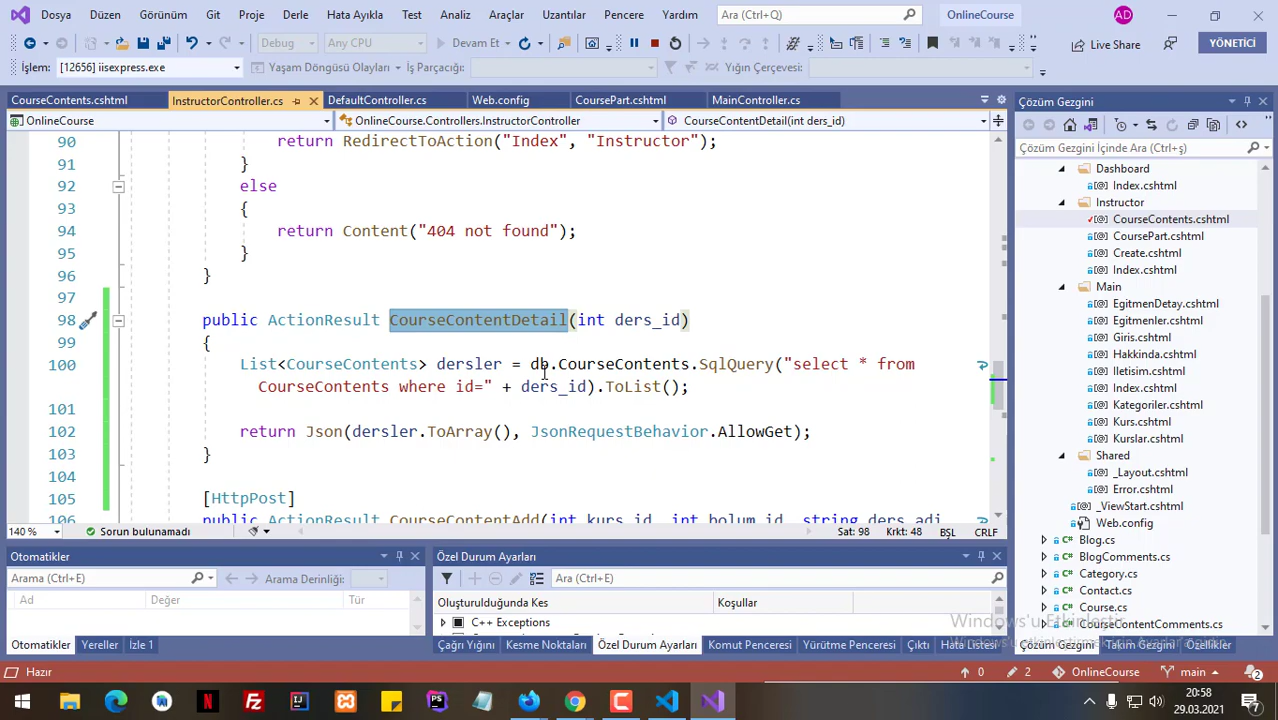 Dosya Düzen Görünüm Git Proje Derle Hata Ayıkla Test Analiz Araçlar Uzantılar Pencere Yardım Ara (Ctrl+Q) OnlineCourse AD
Debug Any CPU Devam Et Live Share YÖNETİCİ
İşlem: [12656] iisexpress.exe Yaşam Döngüsü Olayları İş Parçacığı: Yığın Çerçevesi:
CourseContents.cshtml InstructorController.cs DefaultController.cs Web.config CoursePart.cshtml MainController.cs
OnlineCourse OnlineCourse.Controllers.InstructorController CourseContentDetail(int ders_id)
90 return RedirectToAction("Index", "Instructor");
91 }
92 else
93 {
94 return Content("404 not found");
95 }
96 }
97
98 public ActionResult CourseContentDetail(int ders_id)
99 {
100 List<CourseContents> dersler = db.CourseContents.SqlQuery("select * from
CourseContents where id=" + ders_id).ToList();
101
102 return Json(dersler.ToArray(), JsonRequestBehavior.AllowGet);
103 }
104
105 [HttpPost]
106 public ActionResult CourseContentAdd(int kurs_id, int bolum_id, string ders_adi
140 % Sorun bulunamadı Sat: 98 Krkt: 48 BŞL CRLF
Çözüm Gezgini
Çözüm Gezgini İçinde Ara (Ctrl+ş)
Dashboard
Index.cshtml
Instructor
CourseContents.cshtml
CoursePart.cshtml
Create.cshtml
Index.cshtml
Main
EgitmenDetay.cshtml
Egitmenler.cshtml
Giris.cshtml
Hakkinda.cshtml
Iletisim.cshtml
Index.cshtml
Kategoriler.cshtml
Kurs.cshtml
Kurslar.cshtml
Shared
_Layout.cshtml
Error.cshtml
_ViewStart.cshtml
Web.config
Blog.cs
BlogComments.cs
Category.cs
Contact.cs
Course.cs
CourseContentComments.cs
Windows'u Etkinleştir
Windows'u etkinleştirmek için Ayarlar'a gidin.
Çözüm Gezgini Takım Gezgini Özellikler
Otomatikler
Arama (Ctrl+E) Arama Derinliği:
Ad Değer Tür
Otomatikler Yereller İzle 1
Özel Durum Ayarları
Ara (Ctrl+E)
Oluşturulduğunda Kes Koşullar
C++ Exceptions
Çağrı Yığını Kesme Noktaları Özel Durum Ayarları Komut Penceresi Yürütme Penceresi Çıktı Hata Listesi
Hazır 0 2 OnlineCourse main 2
20:58
29.03.2021
7